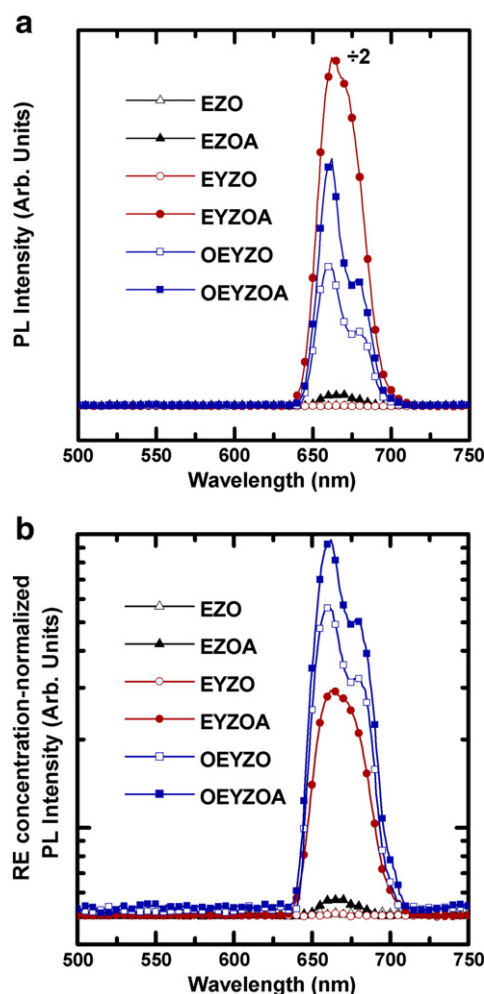 a
÷2
EZO
EZOA
EYZO
EYZOA
OEYZO
OEYZOA
PL Intensity (Arb. Units)
500 550 600 650 700 750
Wavelength (nm)
b
EZO
EZOA
EYZO
EYZOA
OEYZO
OEYZOA
RE concentration-normalized
PL Intensity (Arb. Units)
500 550 600 650 700 750
Wavelength (nm)